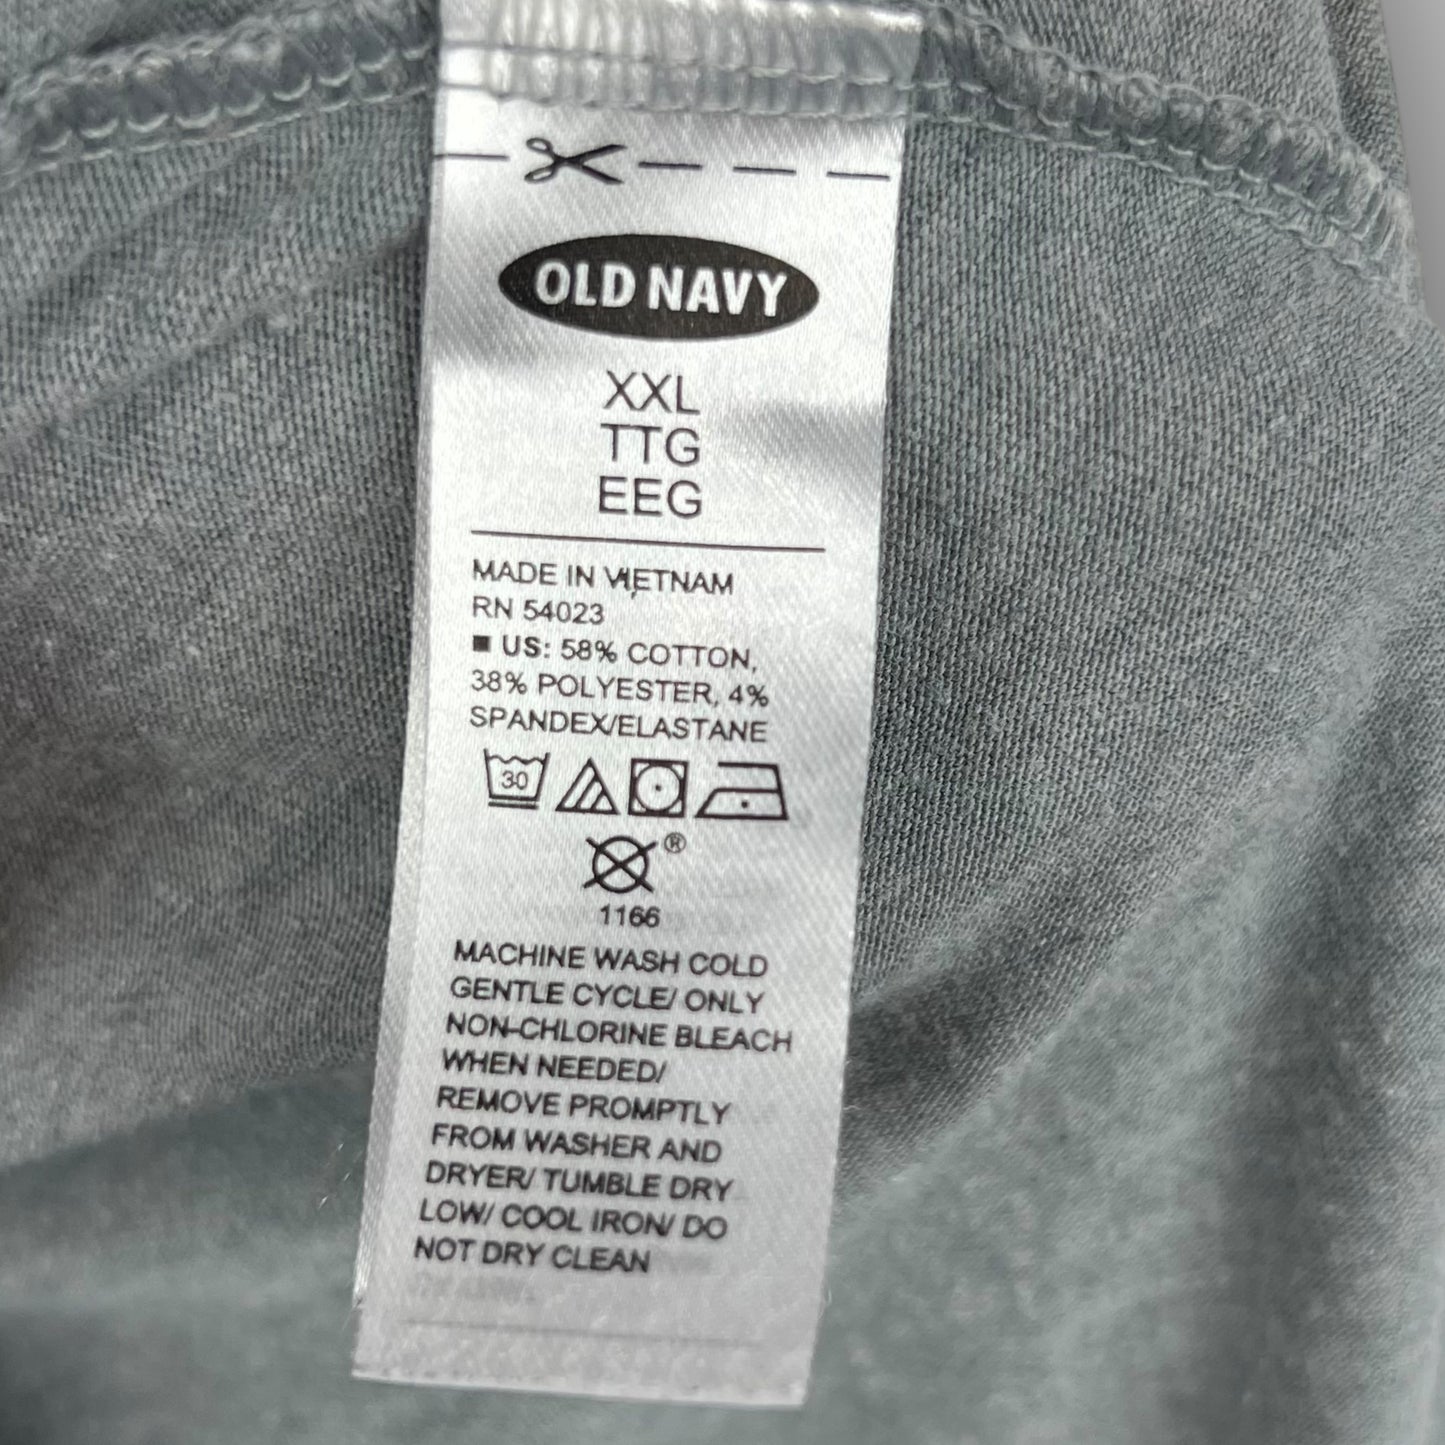 OLD NAVY
XXL
TTG
EEG
MADE IN VIETNAM
RN 54023
■ US: 58% COTTON,
38% POLYESTER, 4%
SPANDEX/ELASTANE
30
®
1166
MACHINE WASH COLD
GENTLE CYCLE/ ONLY
NON-CHLORINE BLEACH
WHEN NEEDED/
REMOVE PROMPTLY
FROM WASHER AND
DRYER/ TUMBLE DRY
LOW/ COOL IRON/ DO
NOT DRY CLEAN